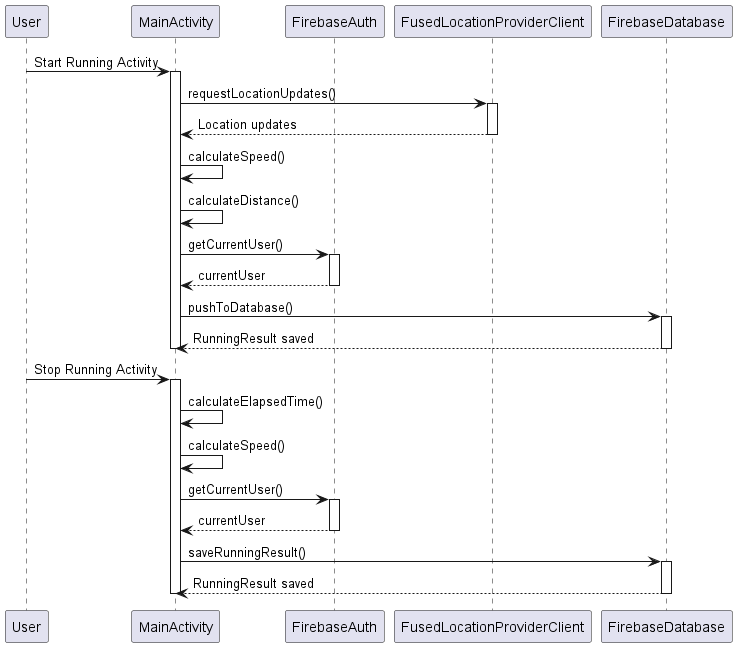 User MainActivity FirebaseAuth FusedLocationProviderClient FirebaseDatabase
Start Running Activity
requestLocationUpdates()
Location updates
calculateSpeed()
calculateDistance()
getCurrentUser()
currentUser
pushToDatabase()
RunningResult saved
Stop Running Activity
calculateElapsedTime()
calculateSpeed()
getCurrentUser()
currentUser
saveRunningResult()
RunningResult saved
User MainActivity FirebaseAuth FusedLocationProviderClient FirebaseDatabase